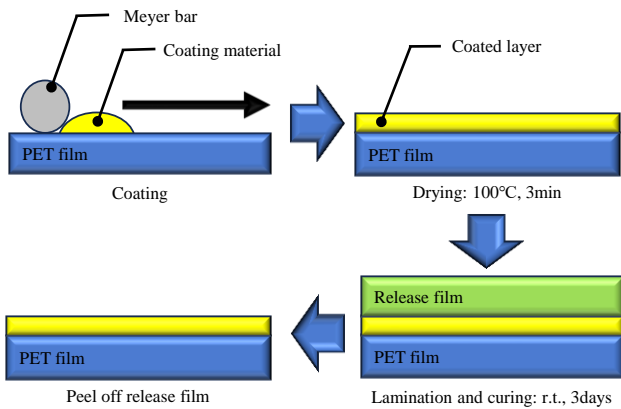 Meyer bar
Coating material
PET film
Coating
Coated layer
PET film
Drying: 100℃, 3min
Release film
PET film
Lamination and curing: r.t., 3days
PET film
Peel off release film